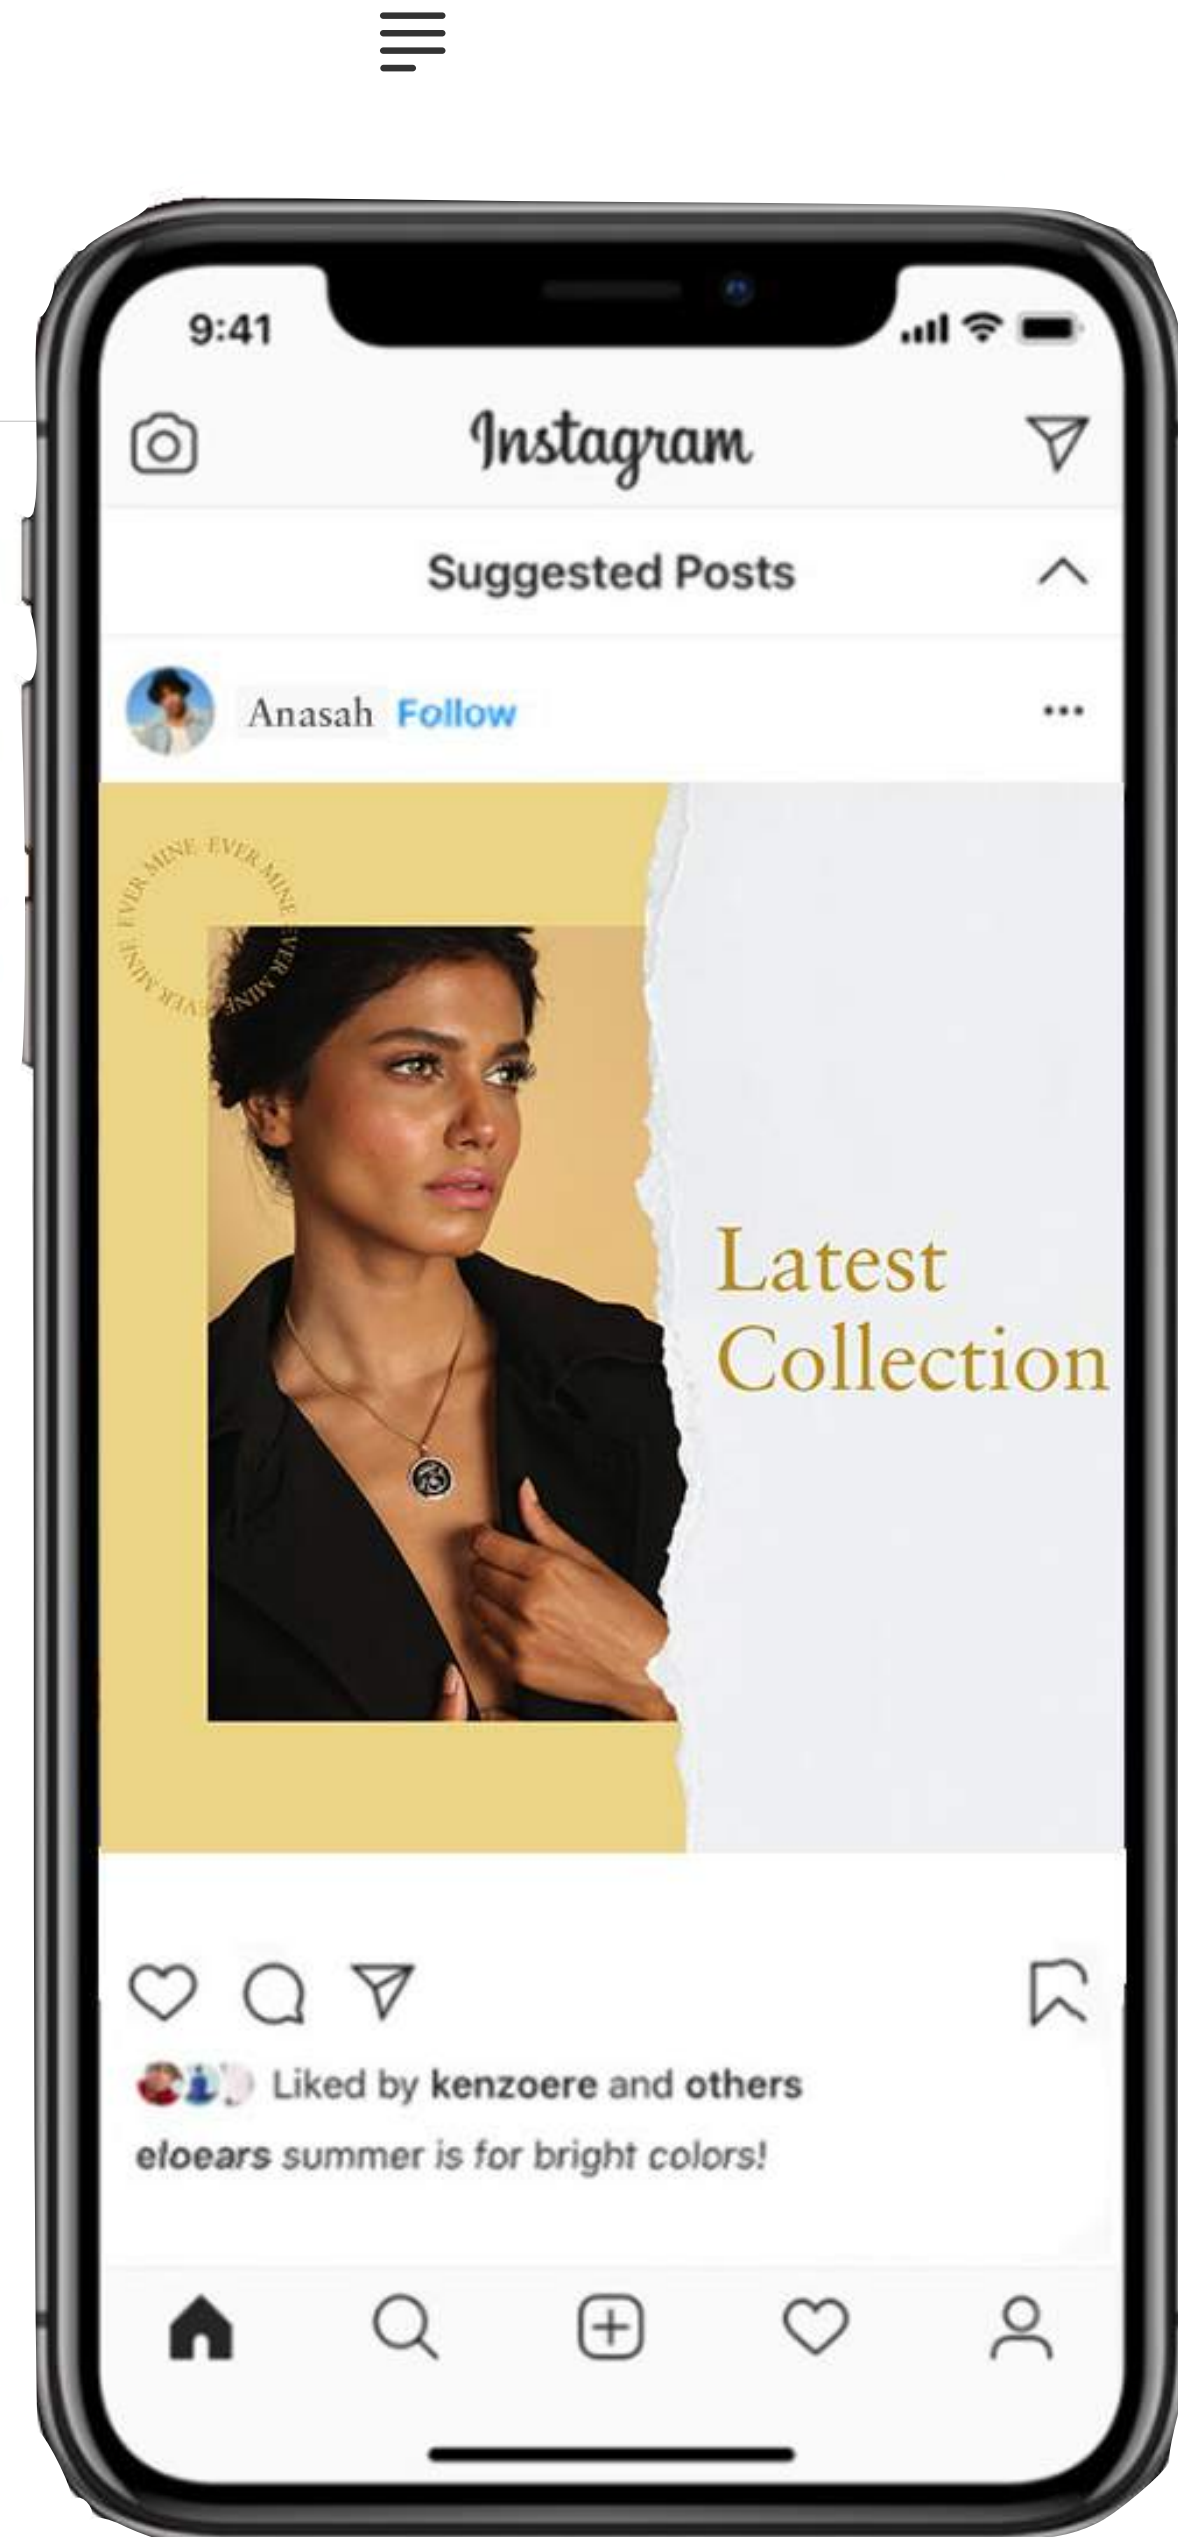 9:41
Instagram
Suggested Posts
Anasah Follow
EVER MINE EVER MINE EVER MINE EVER MINE
Latest
Collection
Liked by kenzoere and others
eloears summer is for bright colors!